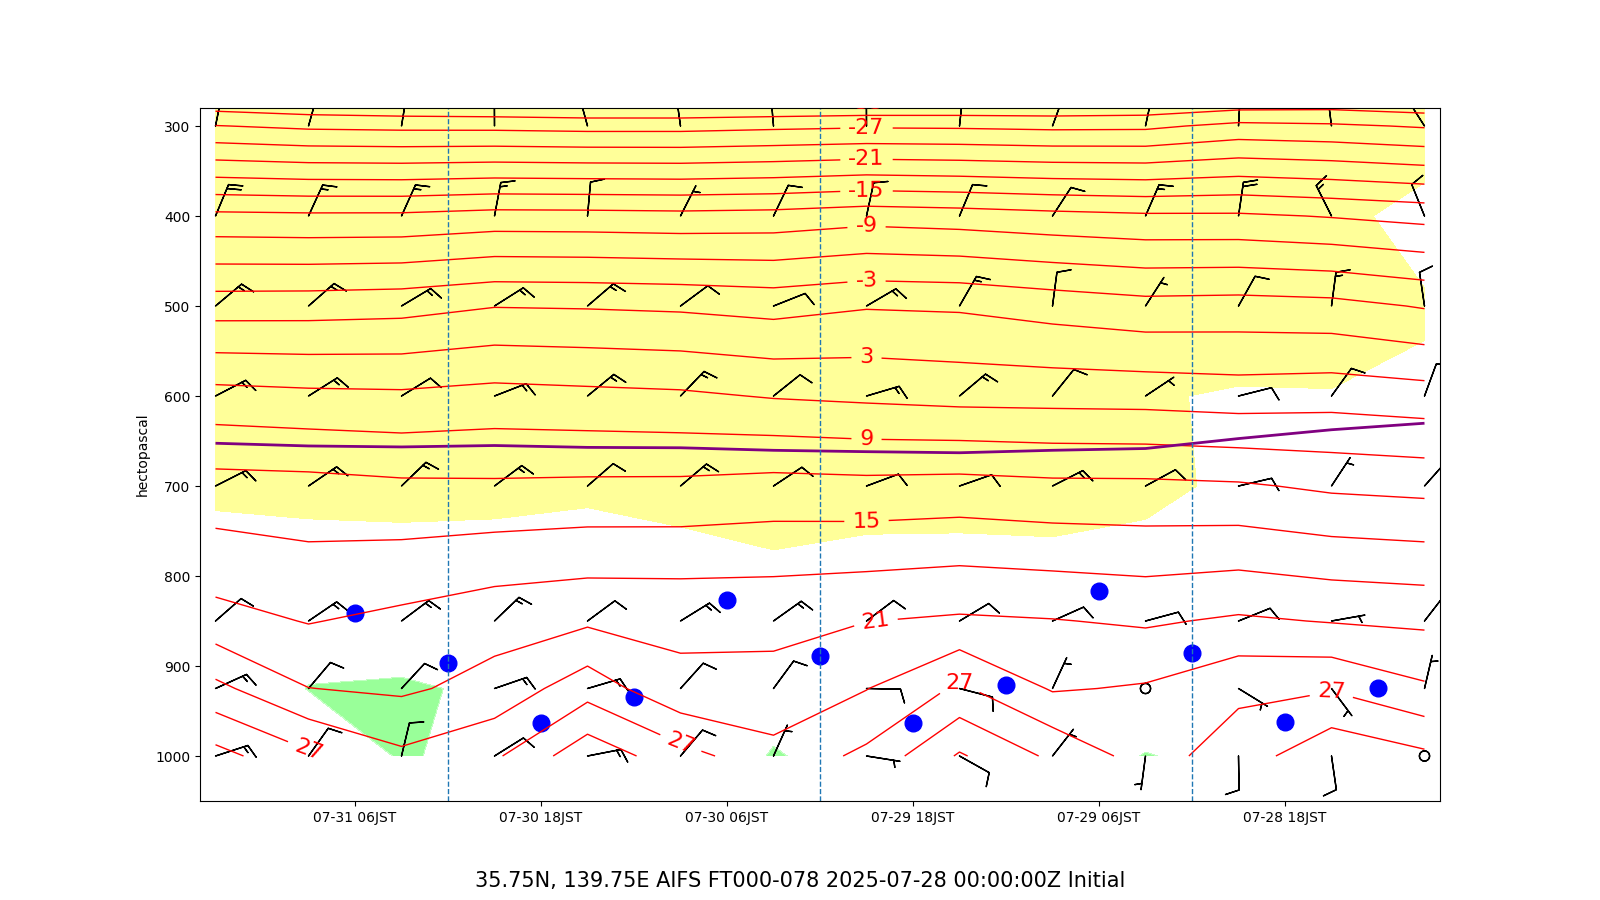 300
400
500
600
700
800
900
1000
hectopascal
-27
-21
-15
-9
-3
3
9
15
21
27
27
27
27
07-31 06JST
07-30 18JST
07-30 06JST
07-29 18JST
07-29 06JST
07-28 18JST
35.75N, 139.75E AIFS FT000-078 2025-07-28 00:00:00Z Initial